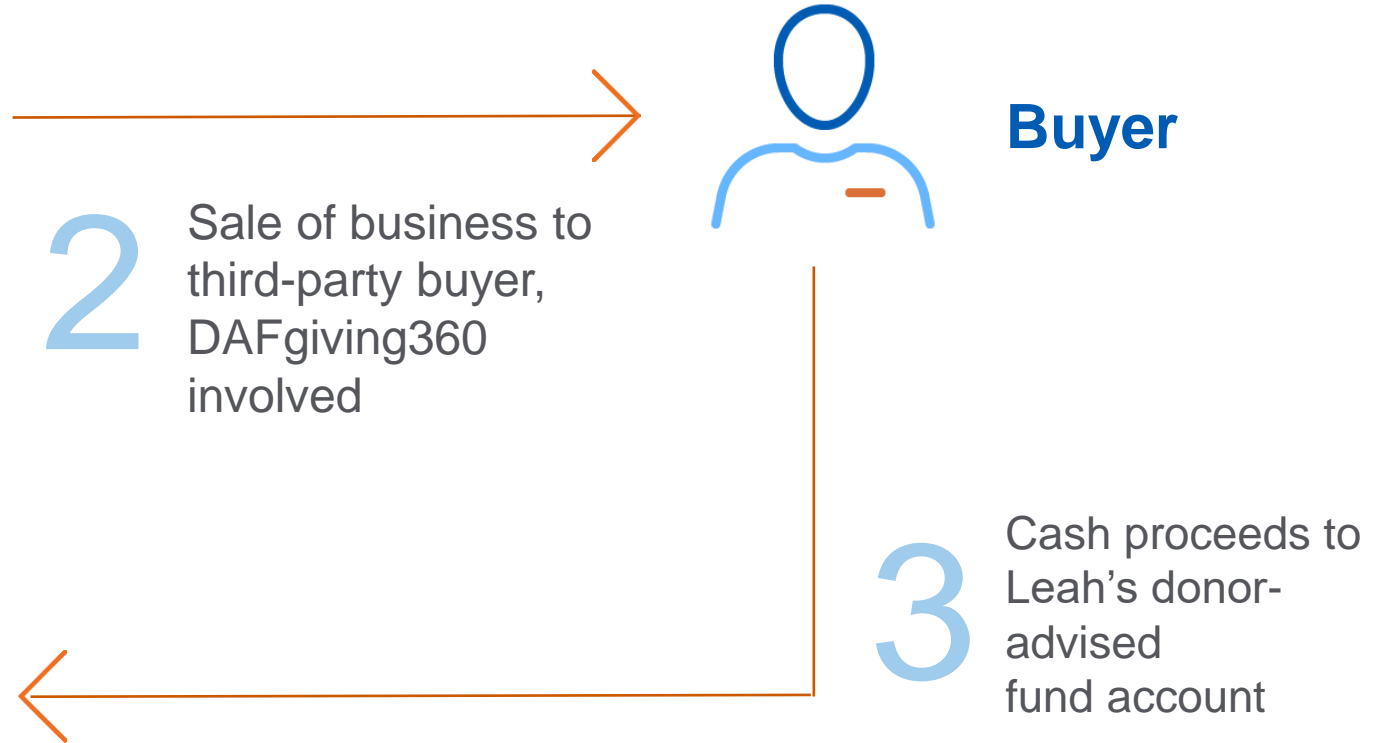 Buyer
2
Sale of business to
third-party buyer,
DAFgiving360
involved
3
Cash proceeds to
Leah’s donor-
advised
fund account